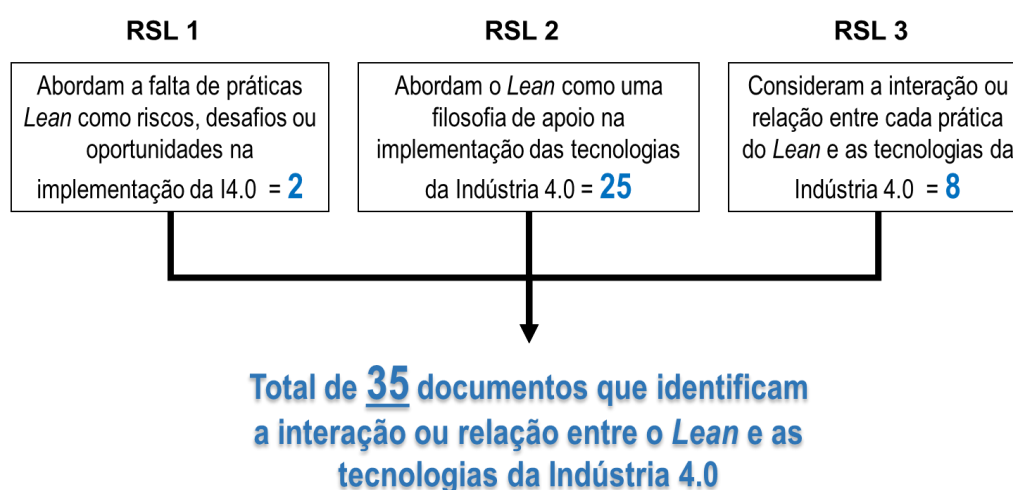 RSL 1
Abordam a falta de práticas
Lean como riscos, desafios ou
oportunidades na
implementação da I4.0 = 2
RSL 2
Abordam o Lean como uma
filosofia de apoio na
implementação das tecnologias
da Indústria 4.0 = 25
RSL 3
Consideram a interação ou
relação entre cada prática
do Lean e as tecnologias da
Indústria 4.0 = 8
Total de 35 documentos que identificam
a interação ou relação entre o Lean e as
tecnologias da Indústria 4.0